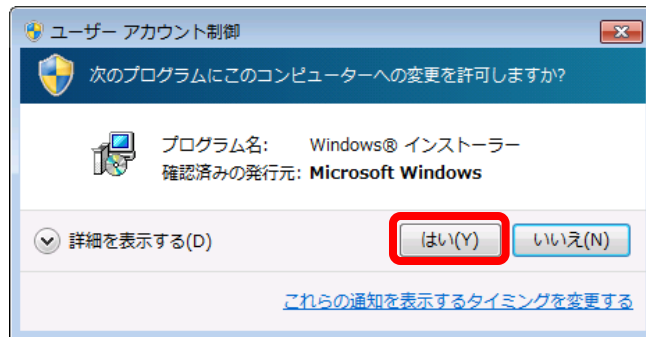 ユーザー アカウント制御
次のプログラムにこのコンピューターへの変更を許可しますか?
プログラム名: Windows® インストーラー
確認済みの発行元: Microsoft Windows
詳細を表示する(D) はい(Y) いいえ(N)
これらの通知を表示するタイミングを変更する